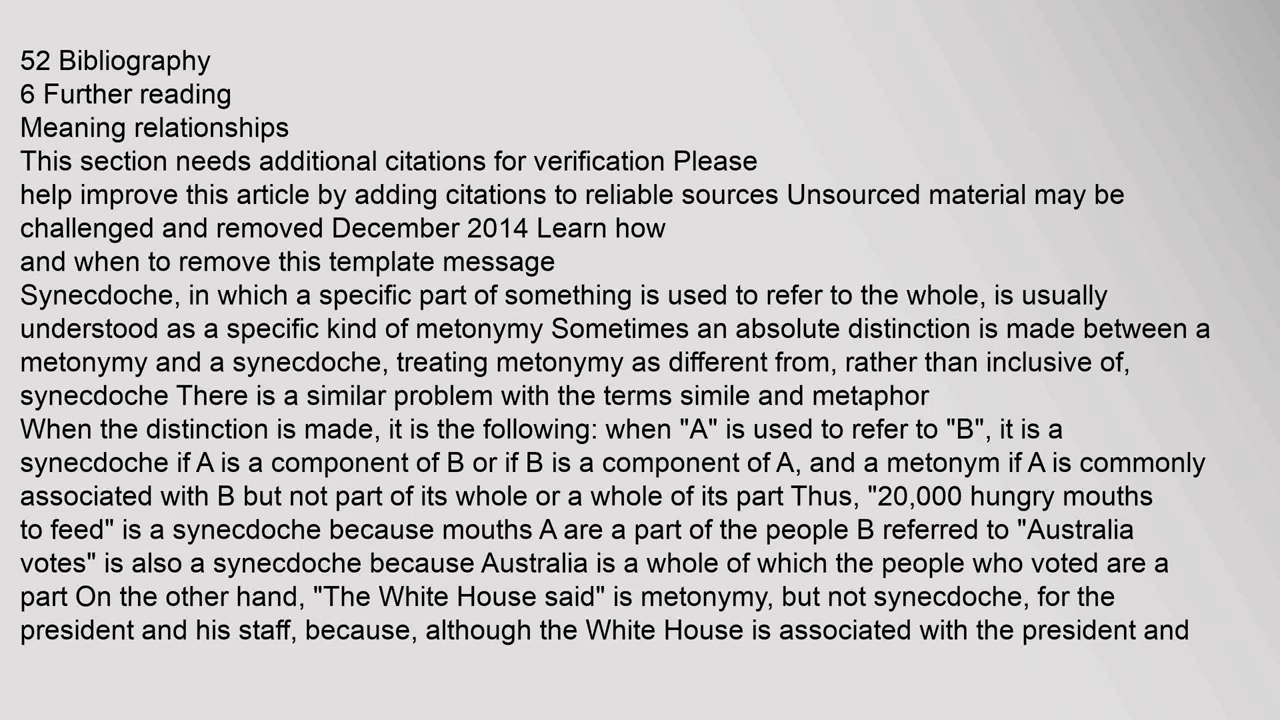 52 Bibliography
6 Further reading
Meaning relationships
This section needs additional citations for verification Please
help improve this article by adding citations to reliable sources Unsourced material may be
challenged and removed December 2014 Learn how
and when to remove this template message
Synecdoche, in which a specific part of something is used to refer to the whole, is usually
understood as a specific kind of metonymy Sometimes an absolute distinction is made between a
metonymy and a synecdoche, treating metonymy as different from, rather than inclusive of,
synecdoche There is a similar problem with the terms simile and metaphor
When the distinction is made, it is the following: when "A" is used to refer to "B", it is a
synecdoche if A is a component of B or if B is a component of A, and a metonym if A is commonly
associated with B but not part of its whole or a whole of its part Thus, "20,000 hungry mouths
to feed" is a synecdoche because mouths A are a part of the people B referred to "Australia
votes" is also a synecdoche because Australia is a whole of which the people who voted are a
part On the other hand, "The White House said" is metonymy, but not synecdoche, for the
president and his staff, because, although the White House is associated with the president and